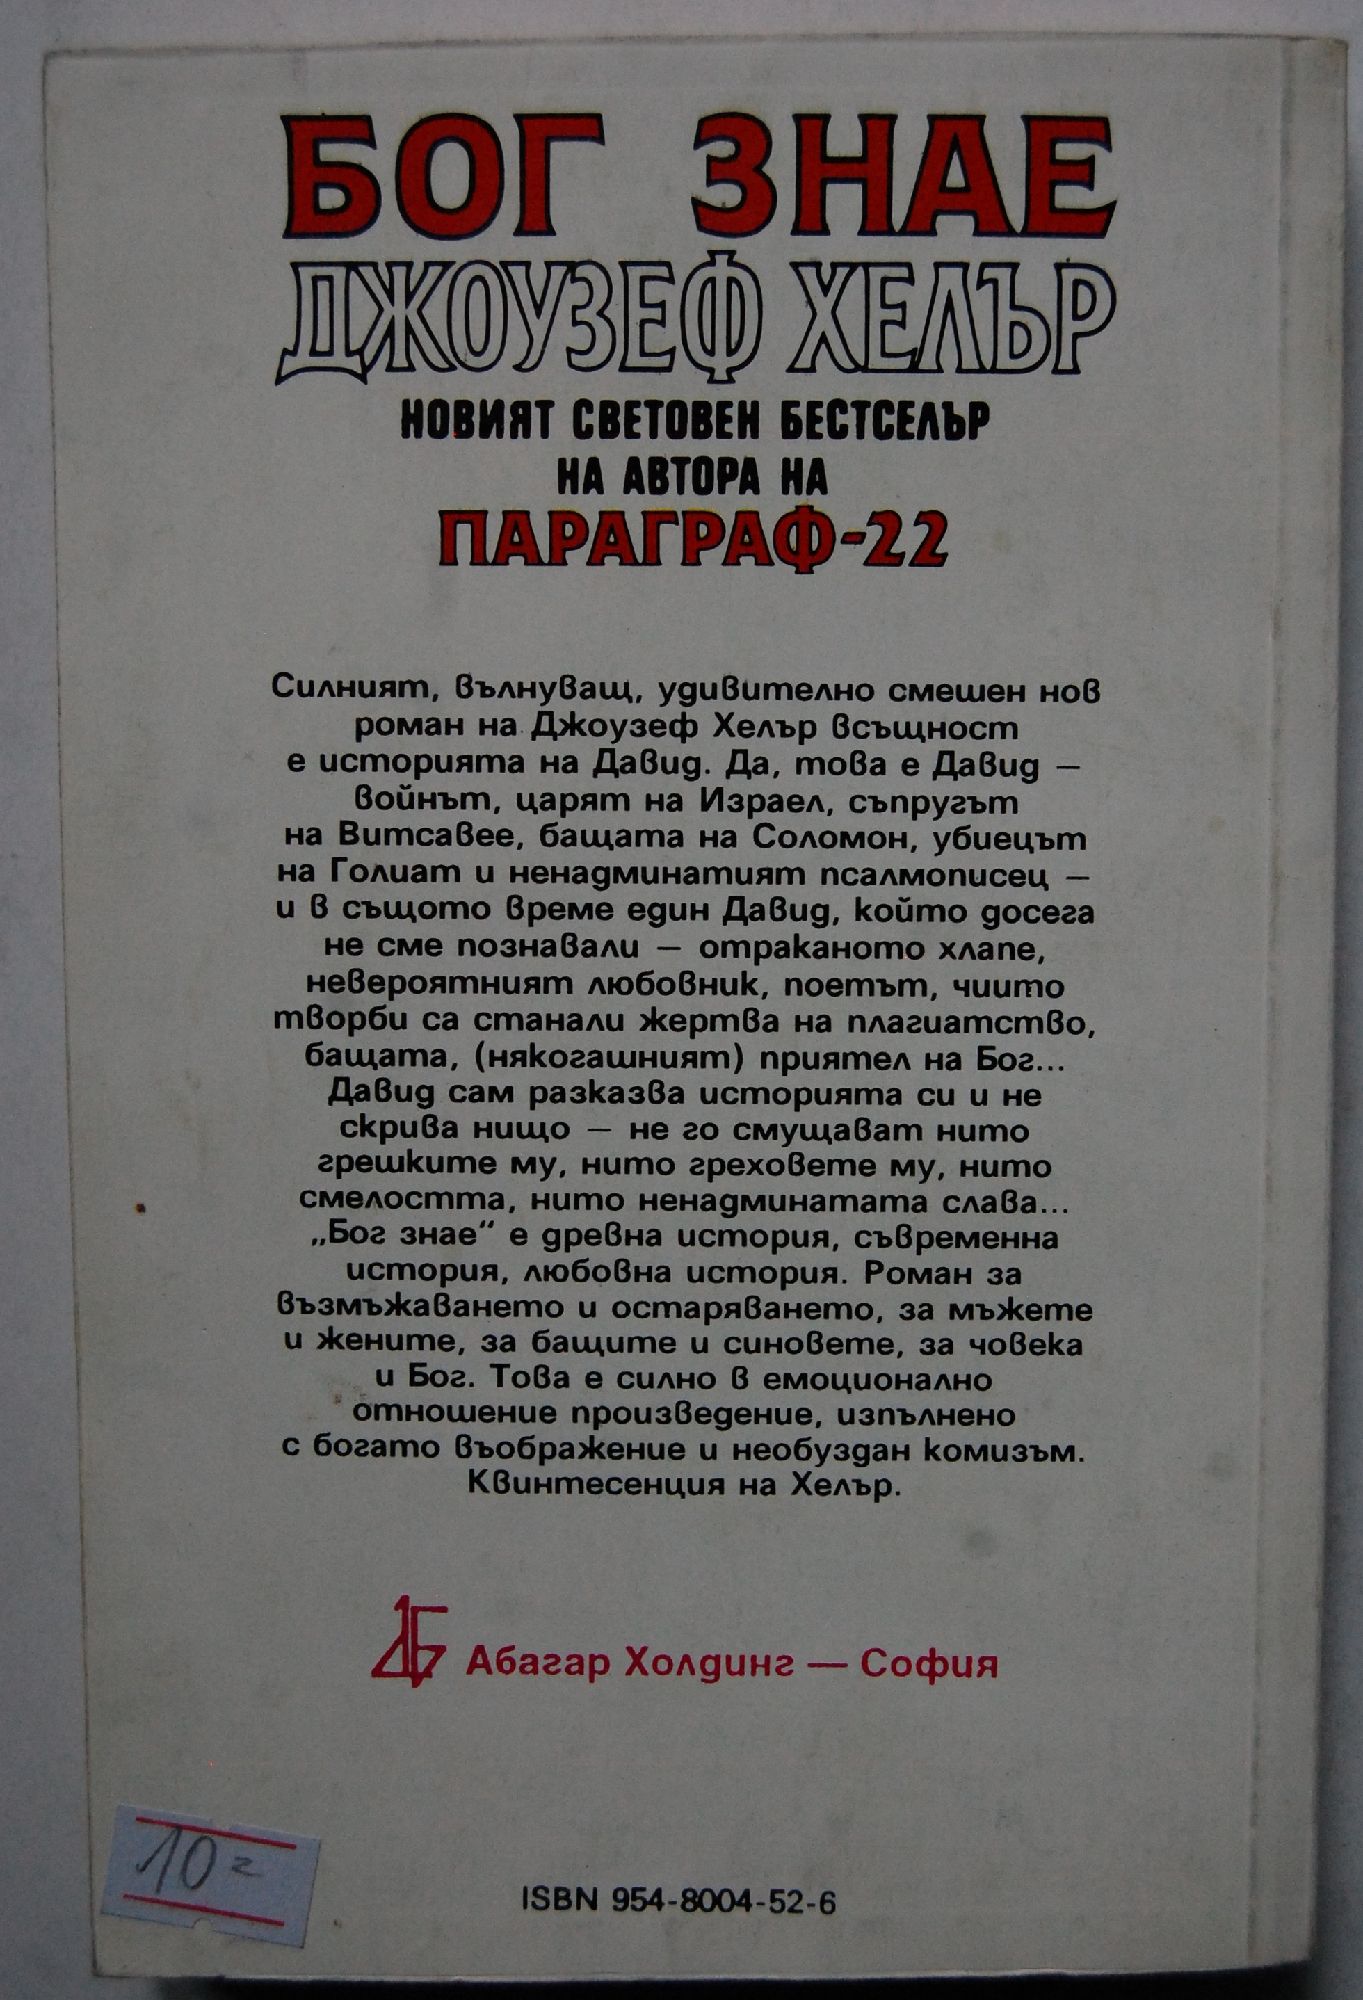 БОГ ЗНАЕ
ДЖОУЗЕФ ХЕЛЪР
НОВИЯТ СВЕТОВЕН БЕСТСЕЛЪР
НА АВТОРА НА
ПАРАГРАФ-22
Силният, вълнуващ, удивително смешен нов
роман на Джоузеф Хелър всъщност
е историята на Давид. Да, това е Давид —
войнът, царят на Израел, съпругът
на Витсавее, бащата на Соломон, убиецът
на Голиат и ненадминатият псалмописец —
и в същото време един Давид, който досега
не сме познавали — отраканото хлапе,
невероятният любовник, поетът, чиито
творби са станали жертва на плагиатство,
бащата, (някогашният) приятел на Бог...
Давид сам разказва историята си и не
скрива нищо — не го смущават нито
грешките му, нито греховете му, нито
смелостта, нито ненадминатата слава...
„Бог знае" е древна история, съвременна
история, любовна история. Роман за
възмъжаването и остаряването, за мъжете
и жените, за бащите и синовете, за човека
и Бог. Това е силно в емоционално
отношение произведение, изпълнено
с богато въображение и необуздан комизъм.
Квинтесенция на Хелър.
АБ Абагар Холдинг — София
10=
ISBN 954-8004-52-6